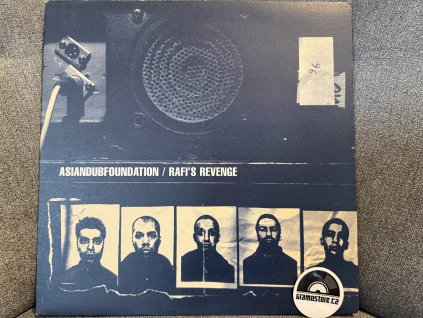 96
ASIANDUBFOUNDATION / RAFI'S REVENGE
GRAMOSTORE.CZ